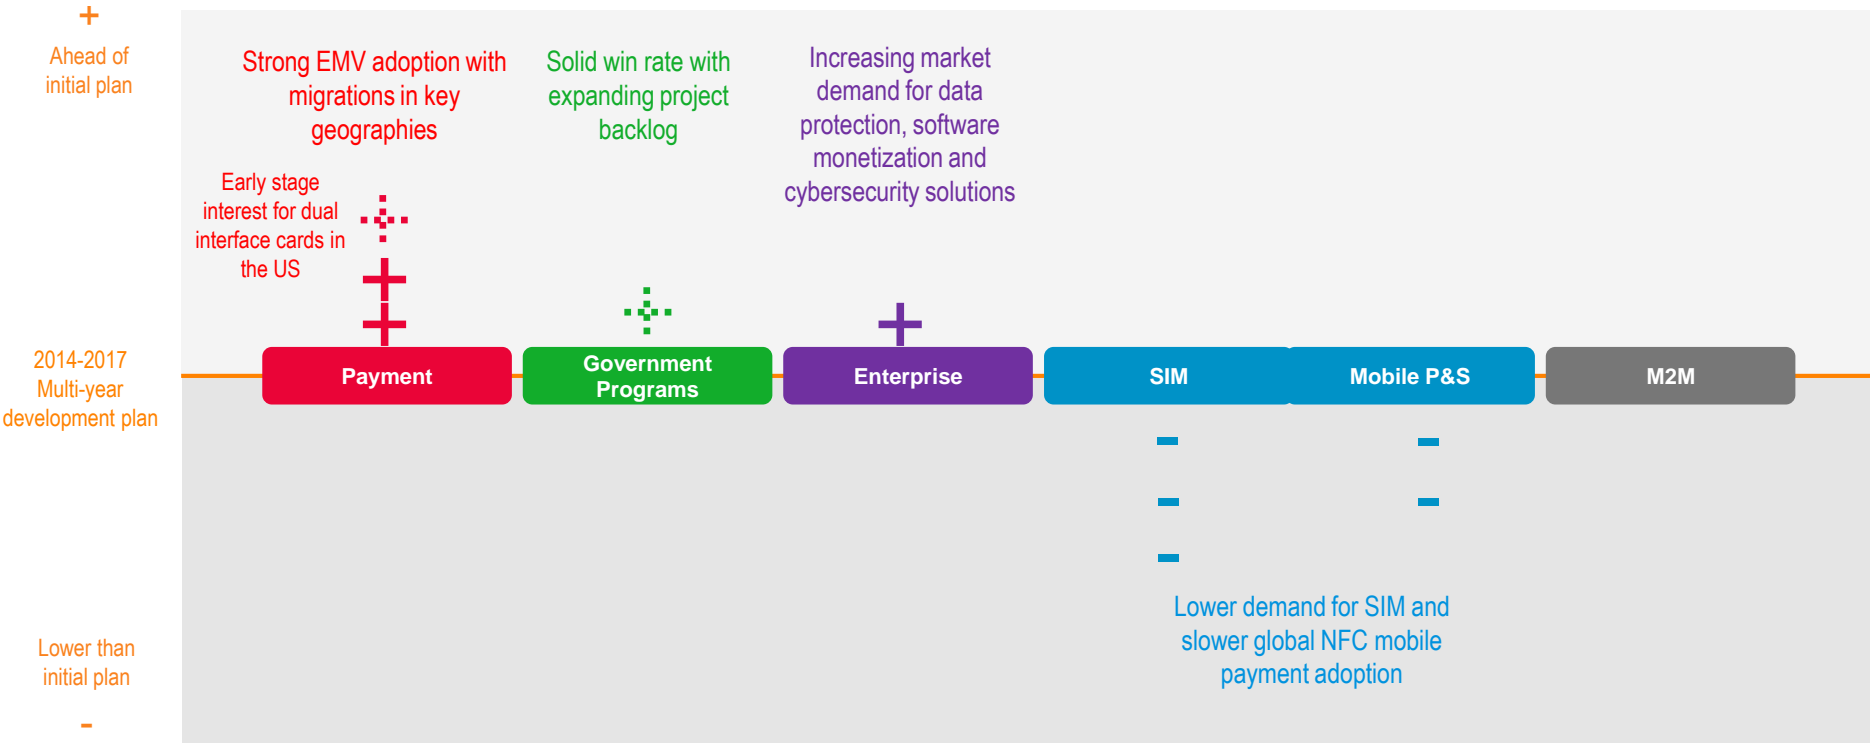 +
Ahead of
initial plan
Strong EMV adoption with
migrations in key
geographies
Solid win rate with
expanding project
backlog
Increasing market
demand for data
protection, software
monetization and
cybersecurity solutions
Early stage
interest for dual
interface cards in
the US
2014-2017
Multi-year
development plan
Payment
Government
Programs
Enterprise
SIM
Mobile P&S
M2M
Lower demand for SIM and
slower global NFC mobile
payment adoption
Lower than
initial plan
-